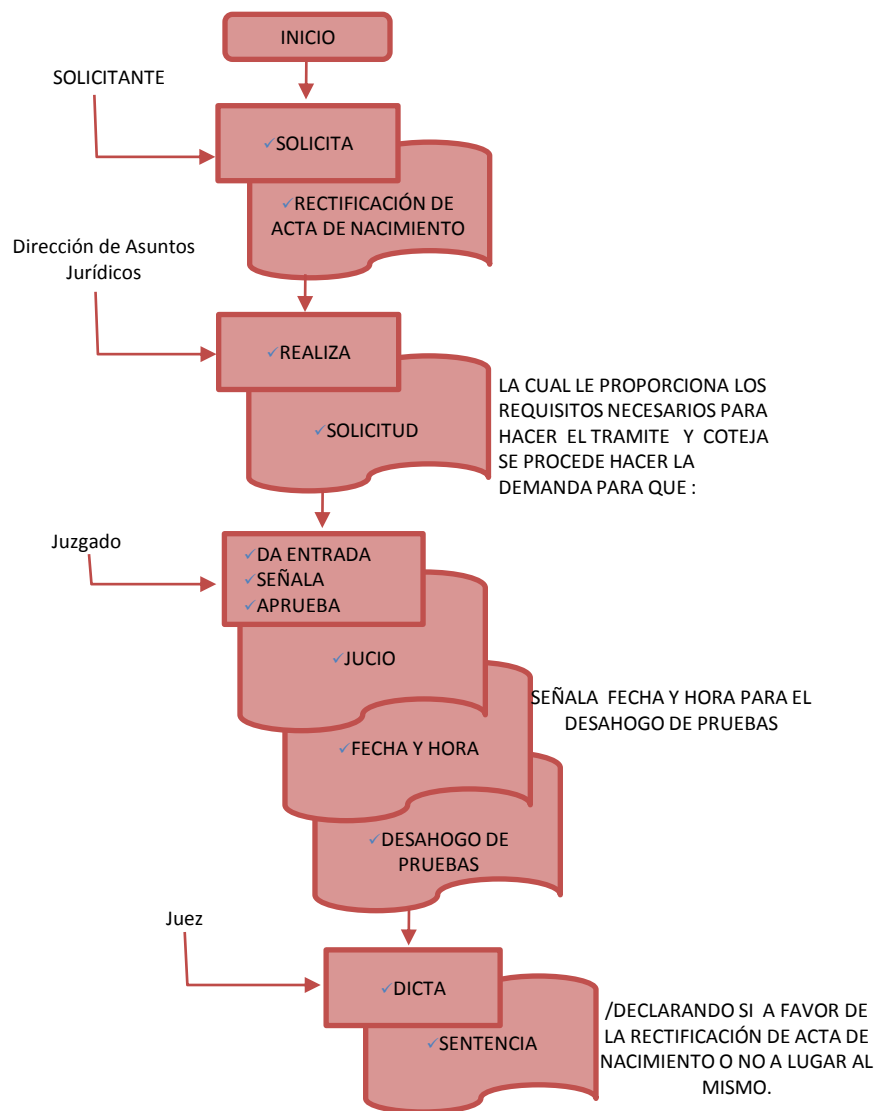 INICIO
SOLICITANTE
✓SOLICITA
✓RECTIFICACIÓN DE
ACTA DE NACIMIENTO
Dirección de Asuntos
Jurídicos
✓REALIZA
✓SOLICITUD
LA CUAL LE PROPORCIONA LOS
REQUISITOS NECESARIOS PARA
HACER EL TRAMITE Y COTEJA
SE PROCEDE HACER LA
DEMANDA PARA QUE :
Juzgado
✓DA ENTRADA
✓SEÑALA
✓APRUEBA
✓JUCIO
SEÑALA FECHA Y HORA PARA EL
DESAHOGO DE PRUEBAS
✓FECHA Y HORA
✓DESAHOGO DE
PRUEBAS
Juez
✓DICTA
✓SENTENCIA
/DECLARANDO SI A FAVOR DE
LA RECTIFICACIÓN DE ACTA DE
NACIMIENTO O NO A LUGAR AL
MISMO.